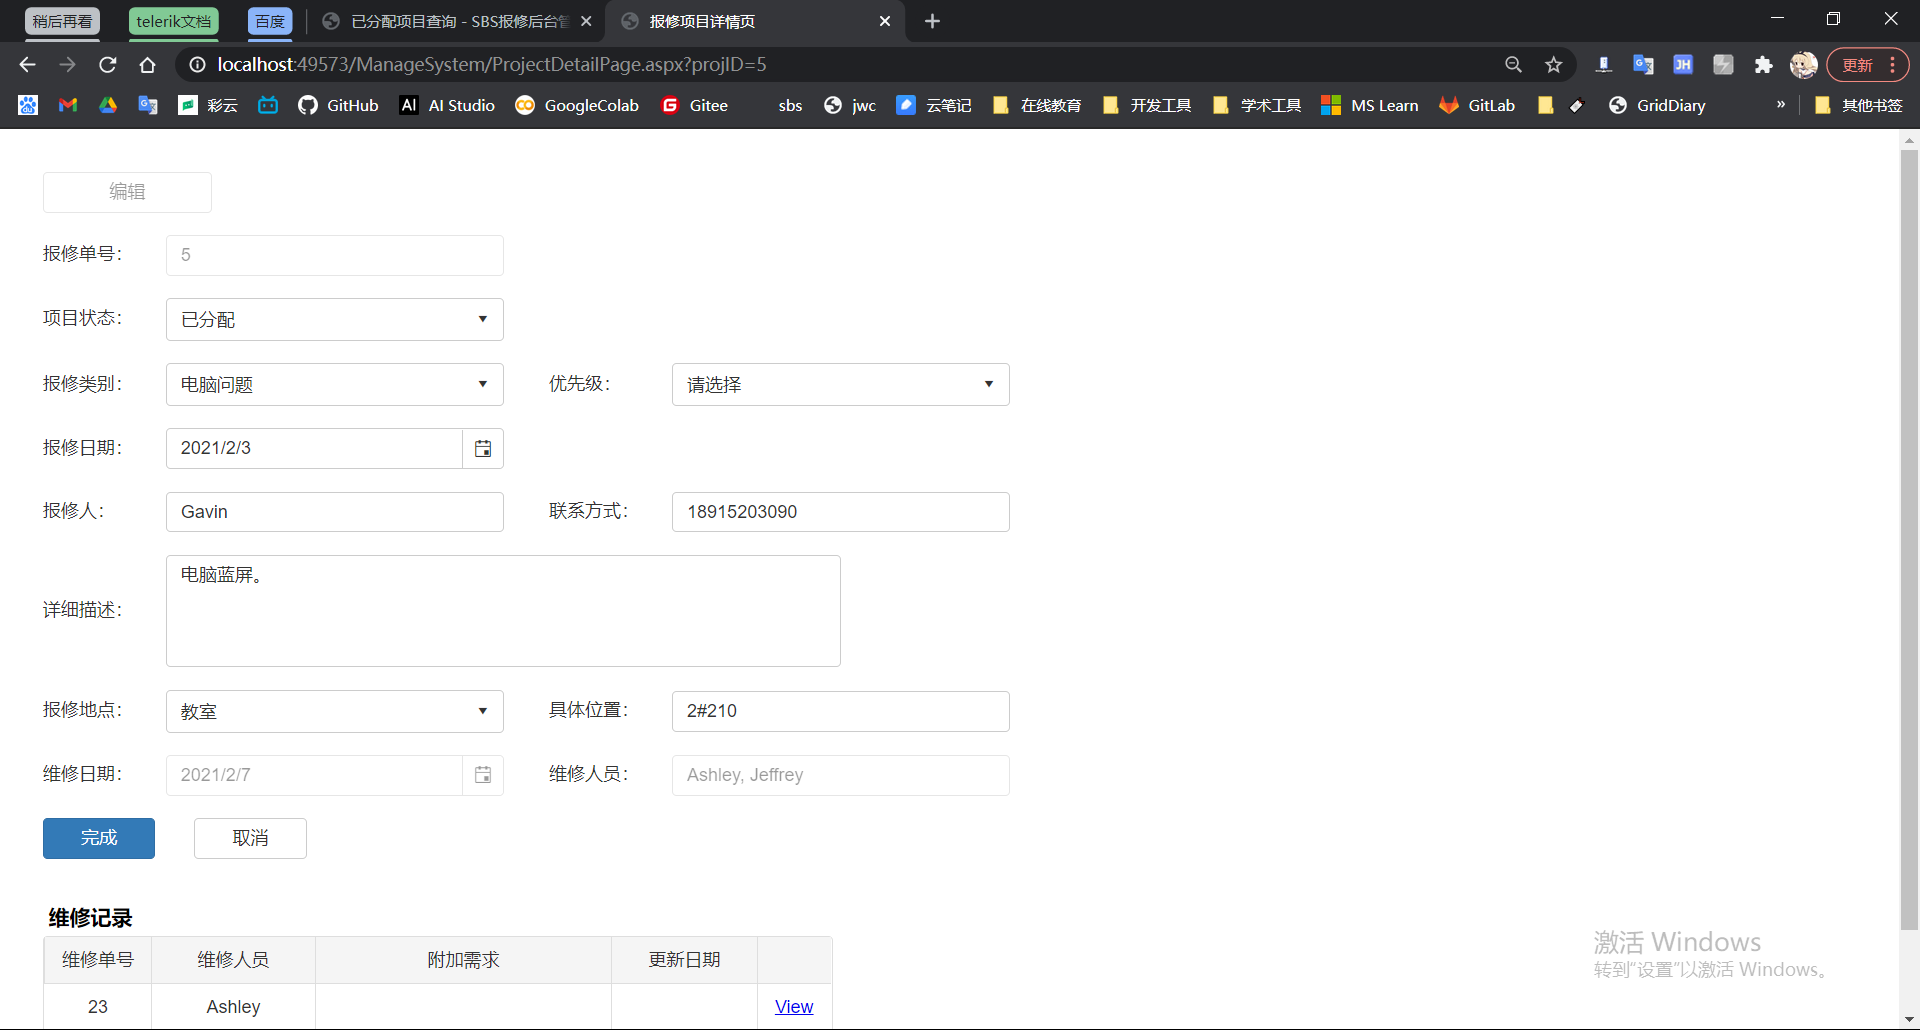 稍后再看 telerik文档 百度 已分配项目查询 - SBS报修后台管 报修项目详情页
localhost:49573/ManageSystem/ProjectDetailPage.aspx?projID=5 更新
彩云 GitHub AI AI Studio GoogleColab G Gitee sbs jwc 云笔记 在线教育 开发工具 学术工具 MS Learn GitLab GridDiary » 其他书签
编辑
报修单号： 5
项目状态： 已分配
报修类别： 电脑问题 优先级： 请选择
报修日期： 2021/2/3
报修人： Gavin 联系方式： 18915203090
详细描述： 电脑蓝屏。
报修地点： 教室 具体位置： 2#210
维修日期： 2021/2/7 维修人员： Ashley, Jeffrey
完成 取消
维修记录
维修单号 维修人员 附加需求 更新日期
23 Ashley View
激活 Windows
转到“设置”以激活 Windows。